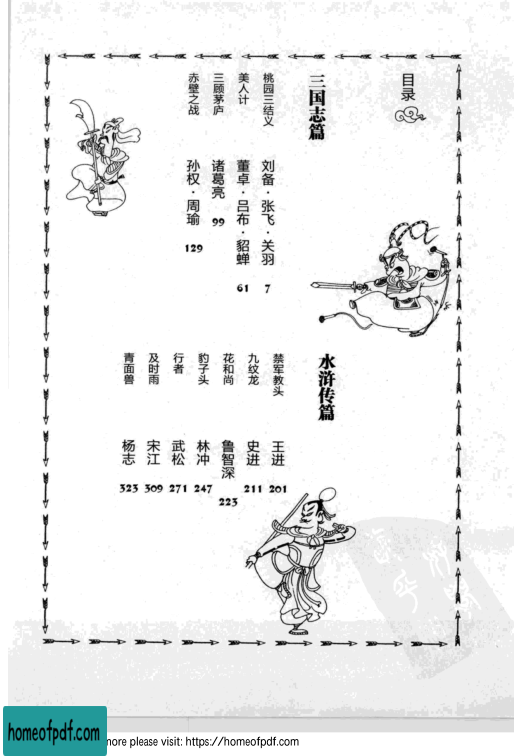 目录
三国志篇
桃园三结义 刘备·张飞·关羽 7
美人计 董卓·吕布·貂蝉 61
三顾茅庐 诸葛亮 99
赤壁之战 孙权·周瑜 129
水浒传篇
禁军教头 王进 201
九纹龙 史进 211
花和尚 鲁智深 223
豹子头 林冲 247
行者 武松 271
及时雨 宋江 309
青面兽 杨志 323
homeofpdf.com
more please visit: https://homeofpdf.com